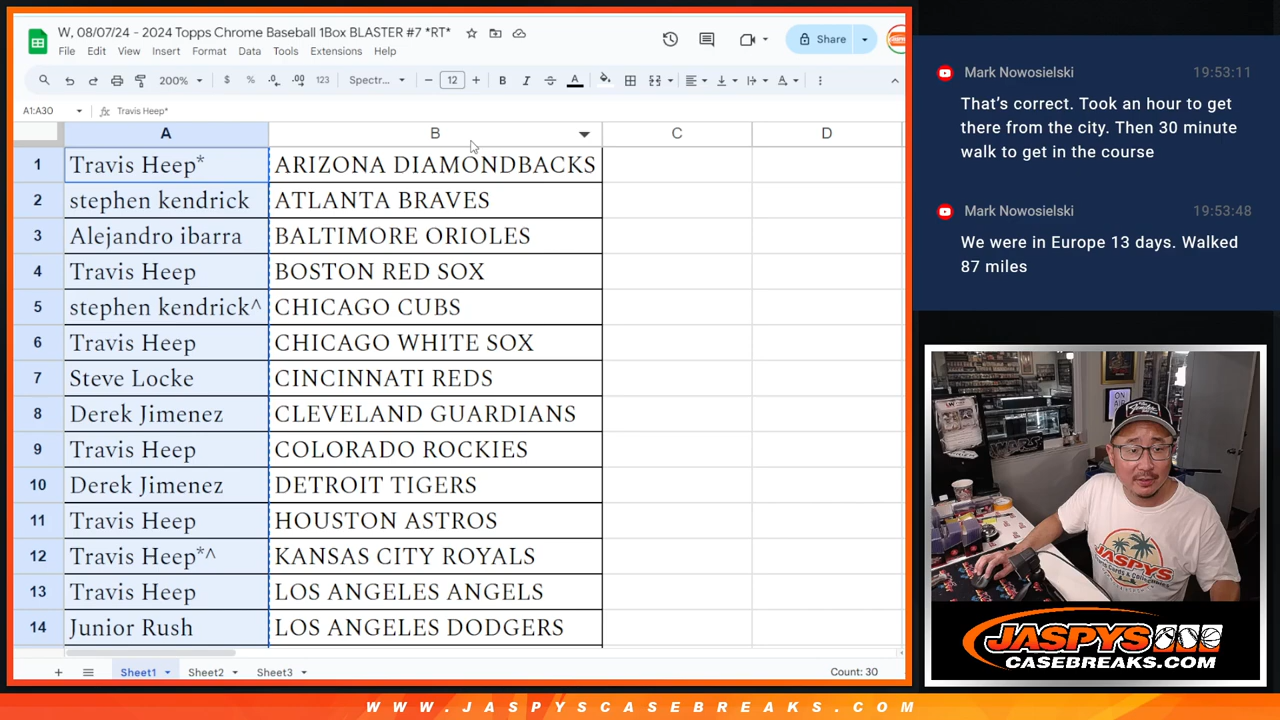 W, 08/07/24 - 2024 Topps Chrome Baseball 1Box BLASTER #7 *RT*
File Edit View Insert Format Data Tools Extensions Help
Share
200% $ % .0 .00 123 Spectr... 12 B I A
A1:A30 fx Travis Heep*
A B C D
1 Travis Heep* ARIZONA DIAMONDBACKS
2 stephen kendrick ATLANTA BRAVES
3 Alejandro ibarra BALTIMORE ORIOLES
4 Travis Heep BOSTON RED SOX
5 stephen kendrick^ CHICAGO CUBS
6 Travis Heep CHICAGO WHITE SOX
7 Steve Locke CINCINNATI REDS
8 Derek Jimenez CLEVELAND GUARDIANS
9 Travis Heep COLORADO ROCKIES
10 Derek Jimenez DETROIT TIGERS
11 Travis Heep HOUSTON ASTROS
12 Travis Heep*^ KANSAS CITY ROYALS
13 Travis Heep LOS ANGELES ANGELS
14 Junior Rush LOS ANGELES DODGERS
Sheet1 Sheet2 Sheet3 Count: 30
Mark Nowosielski 19:53:11
That's correct. Took an hour to get
there from the city. Then 30 minute
walk to get in the course
Mark Nowosielski 19:53:48
We were in Europe 13 days. Walked
87 miles
ON AIR
JASPYS
JASPYS
CASEBREAKS.COM
WWW.JASPYSCASEBREAKS.COM